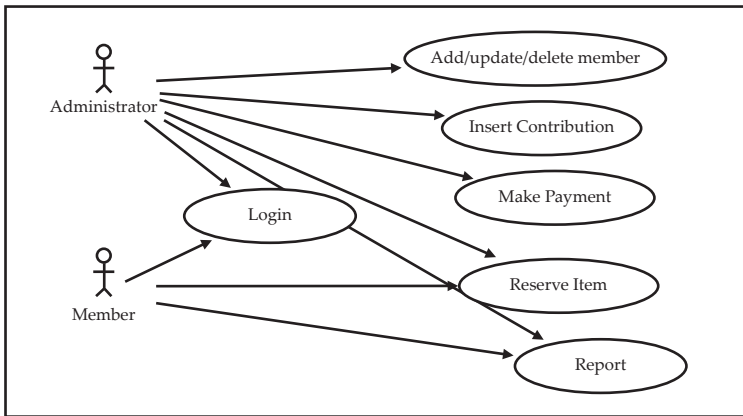 Add/update/delete member
Administrator
Insert Contribution
Make Payment
Login
Reserve Item
Member
Report